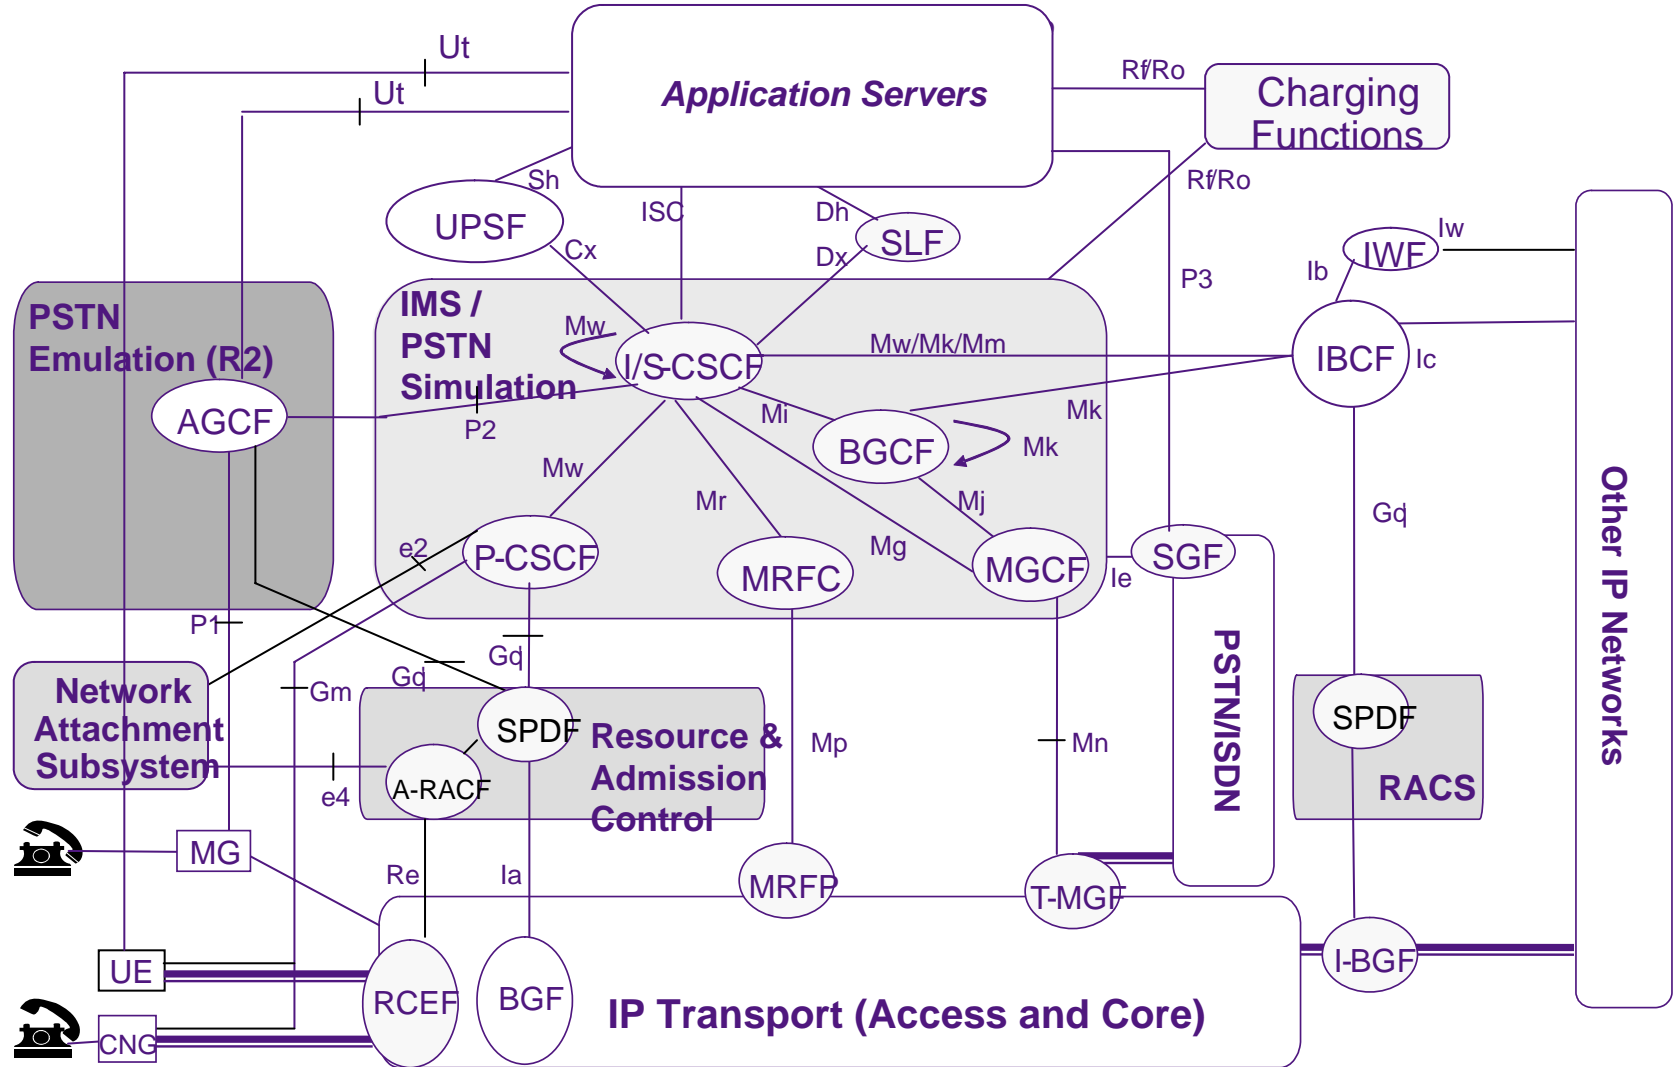 Ut
Ut
Application Servers
Rf/Ro
Charging
Functions
Sh
UPSF
ISC
Dh
SLF
Rf/Ro
Cx
Dx
P3
Iw
IWF
Ib
PSTN
Emulation (R2)
IMS /
PSTN
Simulation
Mw
I/S-CSCF
Mw/Mk/Mm
IBCF
Ic
AGCF
P2
Mi
Mk
BGCF
Mk
Mw
Mr
Mj
Gq
Other IP Networks
e2
P-CSCF
Mg
MRFC
MGCF
Ie
SGF
P1
Gq
Gq
Gm
PSTN/ISDN
Network
Attachment
Subsystem
SPDF
Resource &
Admission
Control
A-RACF
e4
Mp
Mn
SPDF
RACS
MG
Re
Ia
MRFP
T-MGF
UE
RCEF
BGF
I-BGF
IP Transport (Access and Core)
CNG